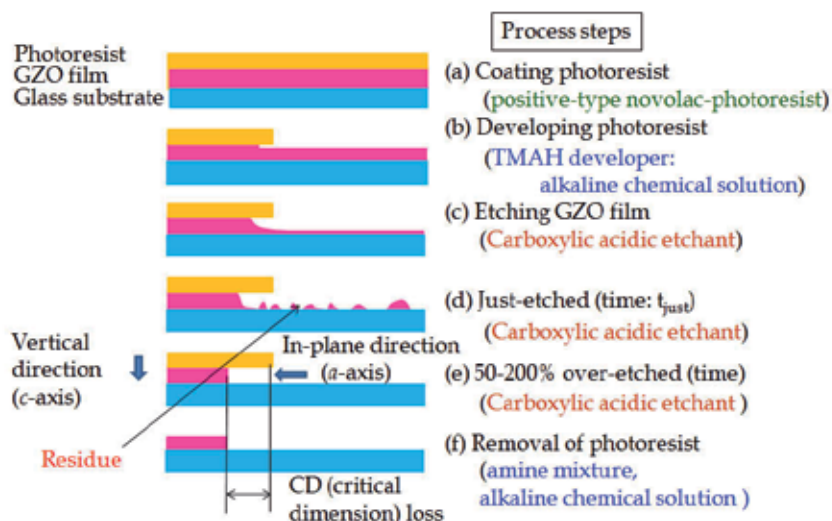 Process steps
Photoresist
GZO film
Glass substrate
(a) Coating photoresist
(positive-type novolac-photoresist)
(b) Developing photoresist
(TMAH developer:
alkaline chemical solution)
(c) Etching GZO film
(Carboxylic acidic etchant)
(d) Just-etched (time: tjust)
(Carboxylic acidic etchant)
Vertical
direction
(c-axis)
In-plane direction
(a-axis)
(e) 50-200% over-etched (time)
(Carboxylic acidic etchant )
Residue
(f) Removal of photoresist
(amine mixture,
alkaline chemical solution )
CD (critical
dimension) loss